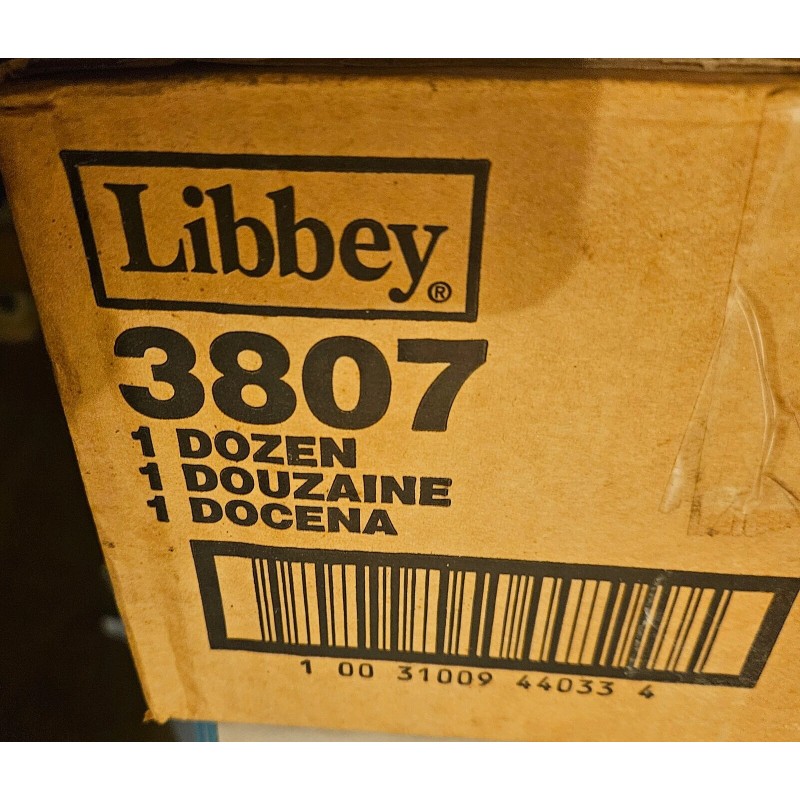 Libbey®
3807
1 DOZEN
1 DOUZAINE
1 DOCENA
1 00 31009 44033 4